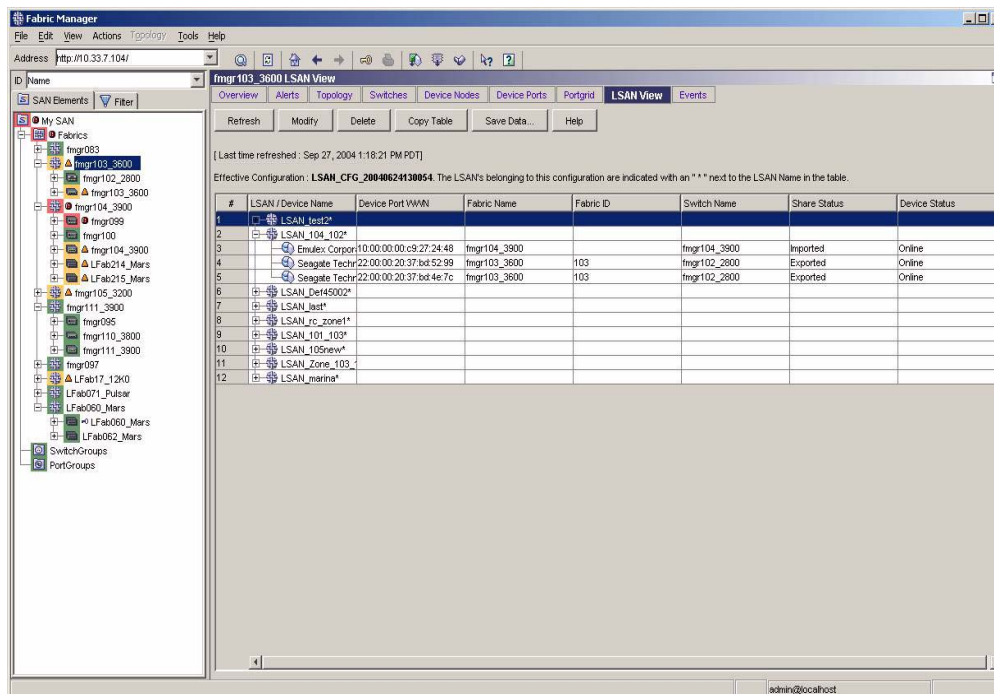 Fabric Manager
File Edit View Actions Topology Tools Help
Address http://10.33.7.104/
ID Name
SAN Elements Filter
My SAN
Fabrics
fmgr083
fmgr103_3600
fmgr102_2800
fmgr103_3600
fmgr104_3900
fmgr099
fmgr100
fmgr104_3900
LFab214_Mars
LFab215_Mars
fmgr105_3200
fmgr111_3900
fmgr095
fmgr110_3800
fmgr111_3900
fmgr097
LFab17_12K0
LFab071_Pulsar
LFab060_Mars
LFab060_Mars
LFab062_Mars
SwitchGroups
PortGroups
fmgr103_3600 LSAN View
Overview Alerts Topology Switches Device Nodes Device Ports Portgrid LSAN View Events
Refresh Modify Delete Copy Table Save Data... Help
[ Last time refreshed : Sep 27, 2004 1:18:21 PM PDT]
Effective Configuration : LSAN_CFG_20040624130054. The LSAN's belonging to this configuration are indicated with an " * " next to the LSAN Name in the table.
# LSAN / Device Name Device Port WWN Fabric Name Fabric ID Switch Name Share Status Device Status
1 LSAN_test2*
2 LSAN_104_102*
3 Emulex Corpor 10:00:00:00:c9:27:24:48 fmgr104_3900 fmgr104_3900 Imported Online
4 Seagate Techr 22:00:00:20:37:bd:52:99 fmgr103_3600 103 fmgr102_2800 Exported Online
5 Seagate Techr 22:00:00:20:37:bd:4e:7c fmgr103_3600 103 fmgr102_2800 Exported Online
6 LSAN_Def45002*
7 LSAN_last*
8 LSAN_rc_zone1*
9 LSAN_101_103*
10 LSAN_105new*
11 LSAN_Zone_103_
12 LSAN_marina*
admin@localhost